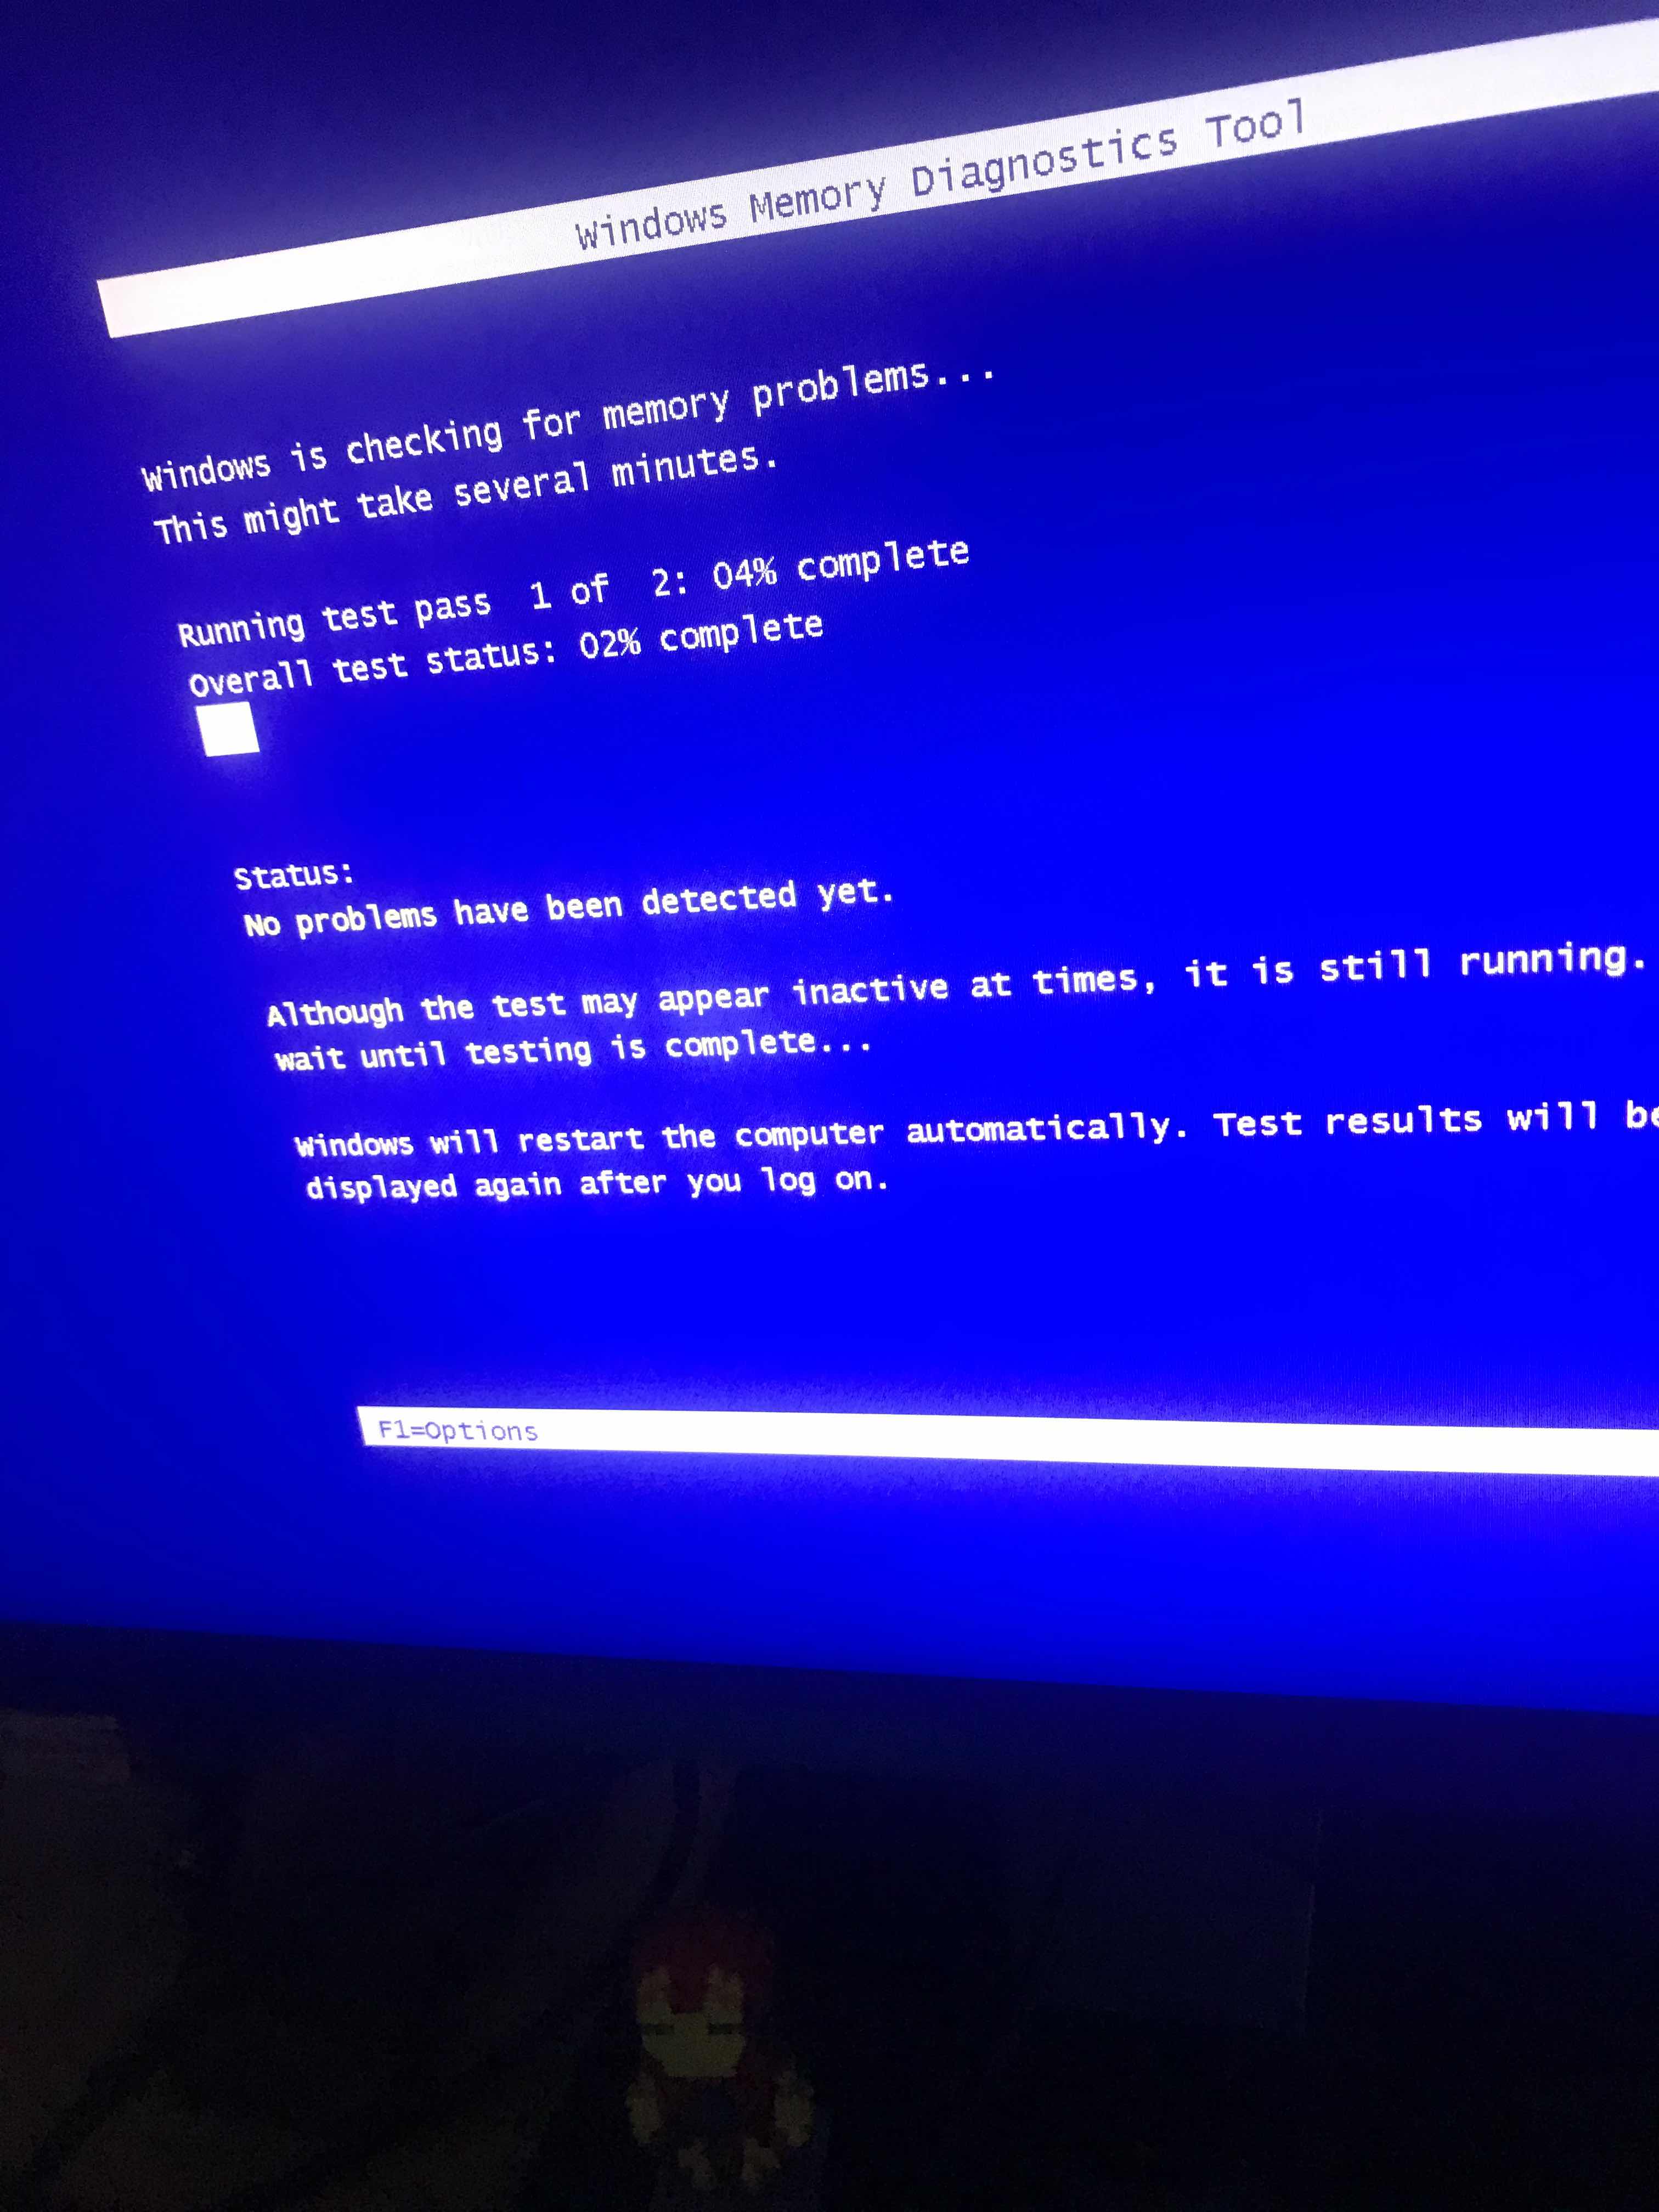 Windows Memory Diagnostics Tool
Windows is checking for memory problems...
This might take several minutes.
Running test pass  1 of  2: 04% complete
Overall test status: 02% complete
Status:
No problems have been detected yet.
Although the test may appear inactive at times, it is still running.
wait until testing is complete...
Windows will restart the computer automatically. Test results will be
displayed again after you log on.
F1=Options